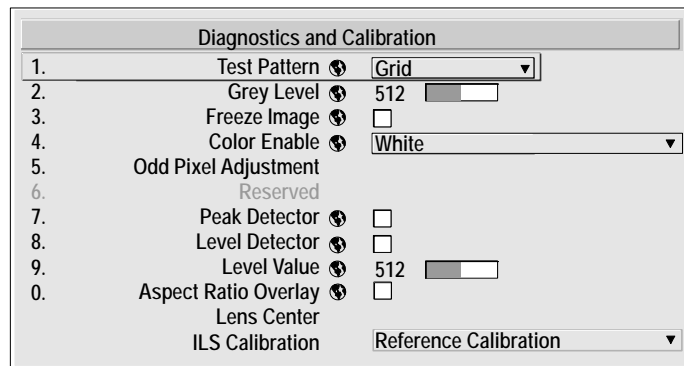 Diagnostics and Calibration
1. Test Pattern Grid
2. Grey Level 512
3. Freeze Image
4. Color Enable White
5. Odd Pixel Adjustment
6. Reserved
7. Peak Detector
8. Level Detector
9. Level Value 512
0. Aspect Ratio Overlay
Lens Center
ILS Calibration Reference Calibration